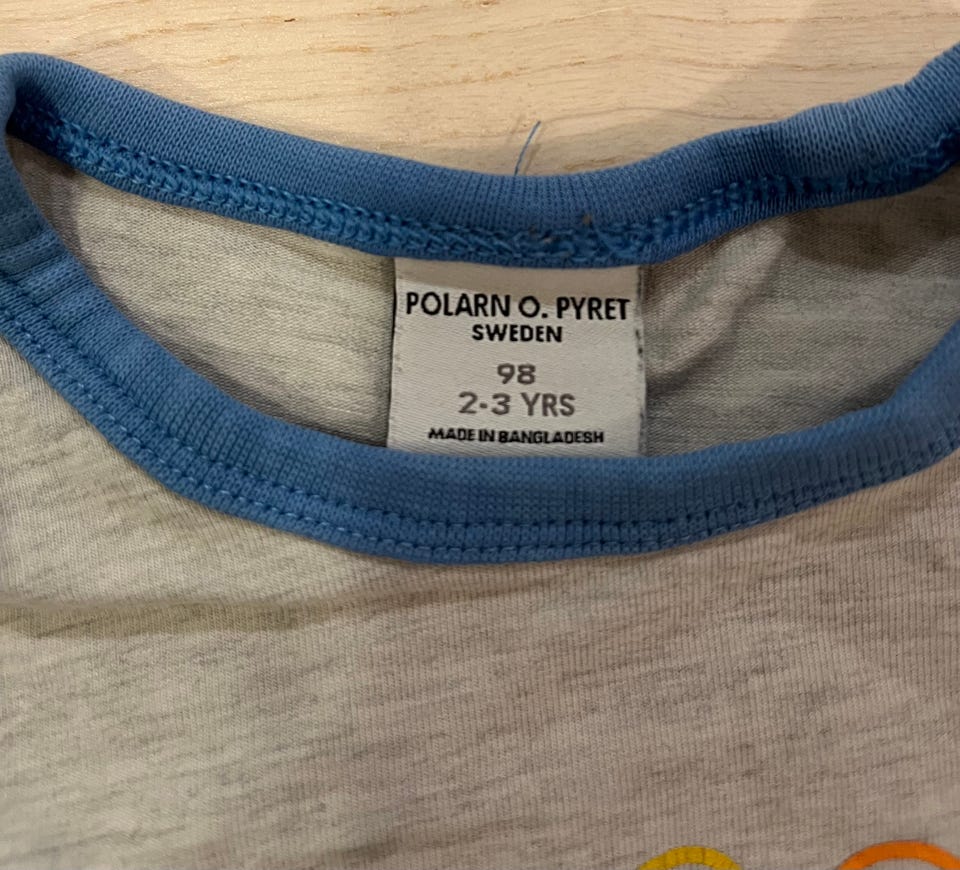 POLARN O. PYRET
SWEDEN
98
2-3 YRS
MADE IN BANGLADESH